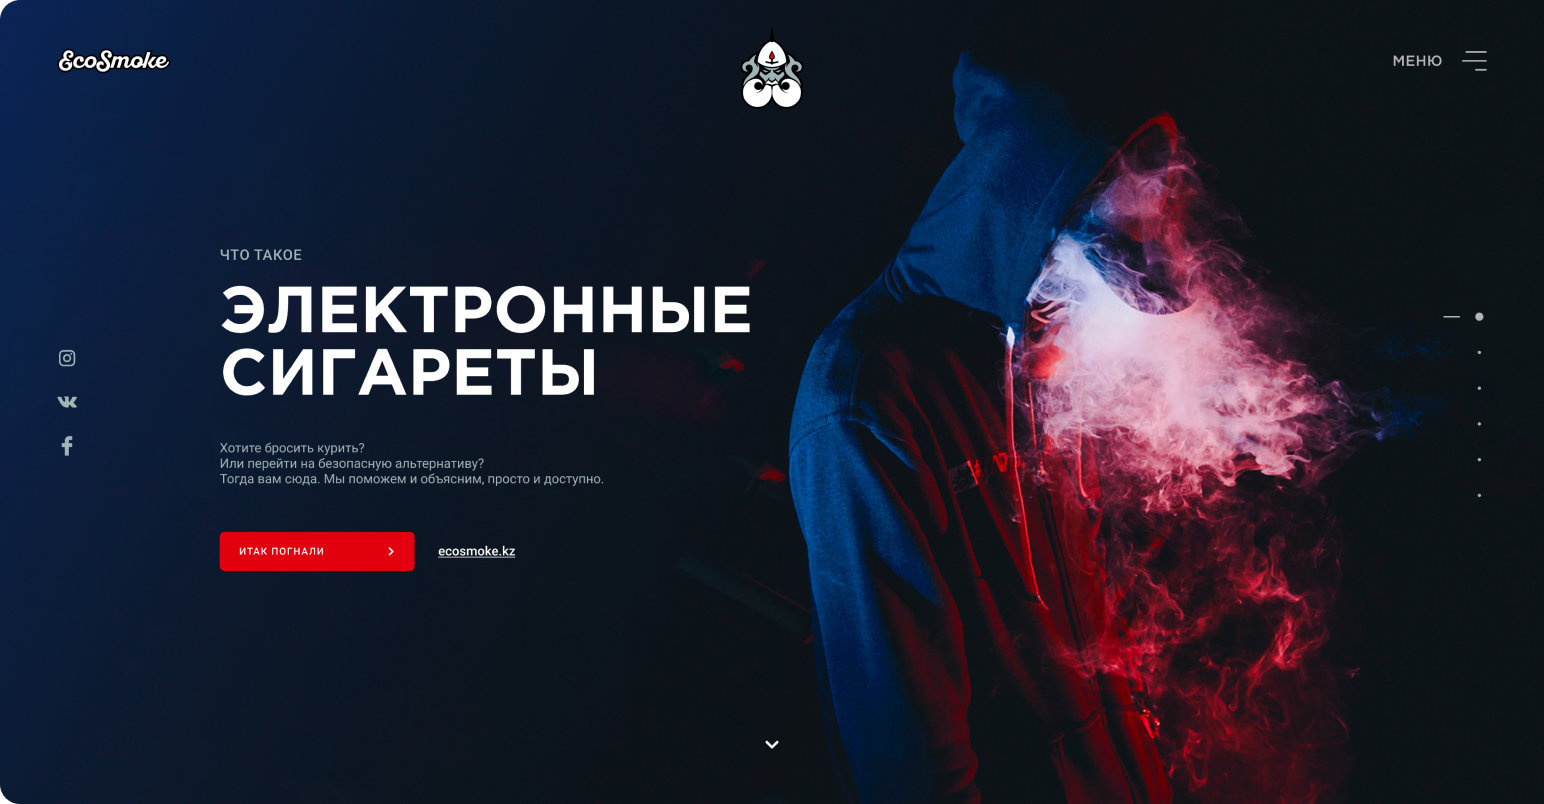 EcoSmoke
МЕНЮ
ЧТО ТАКОЕ
ЭЛЕКТРОННЫЕ
СИГАРЕТЫ
Хотите бросить курить?
Или перейти на безопасную альтернативу?
Тогда вам сюда. Мы поможем и объясним, просто и доступно.
ИТАК ПОГНАЛИ
ecosmoke.kz